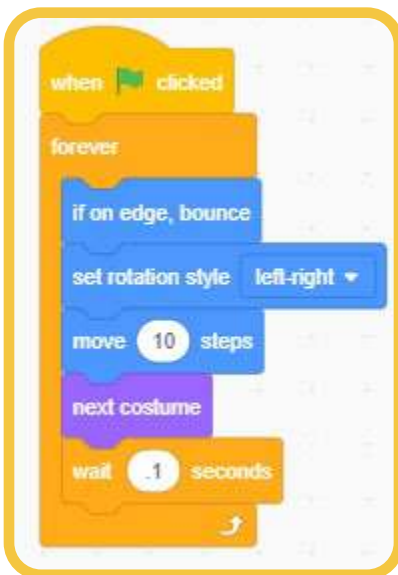 when clicked
forever
if on edge, bounce
set rotation style left-right
move 10 steps
next costume
wait .1 seconds